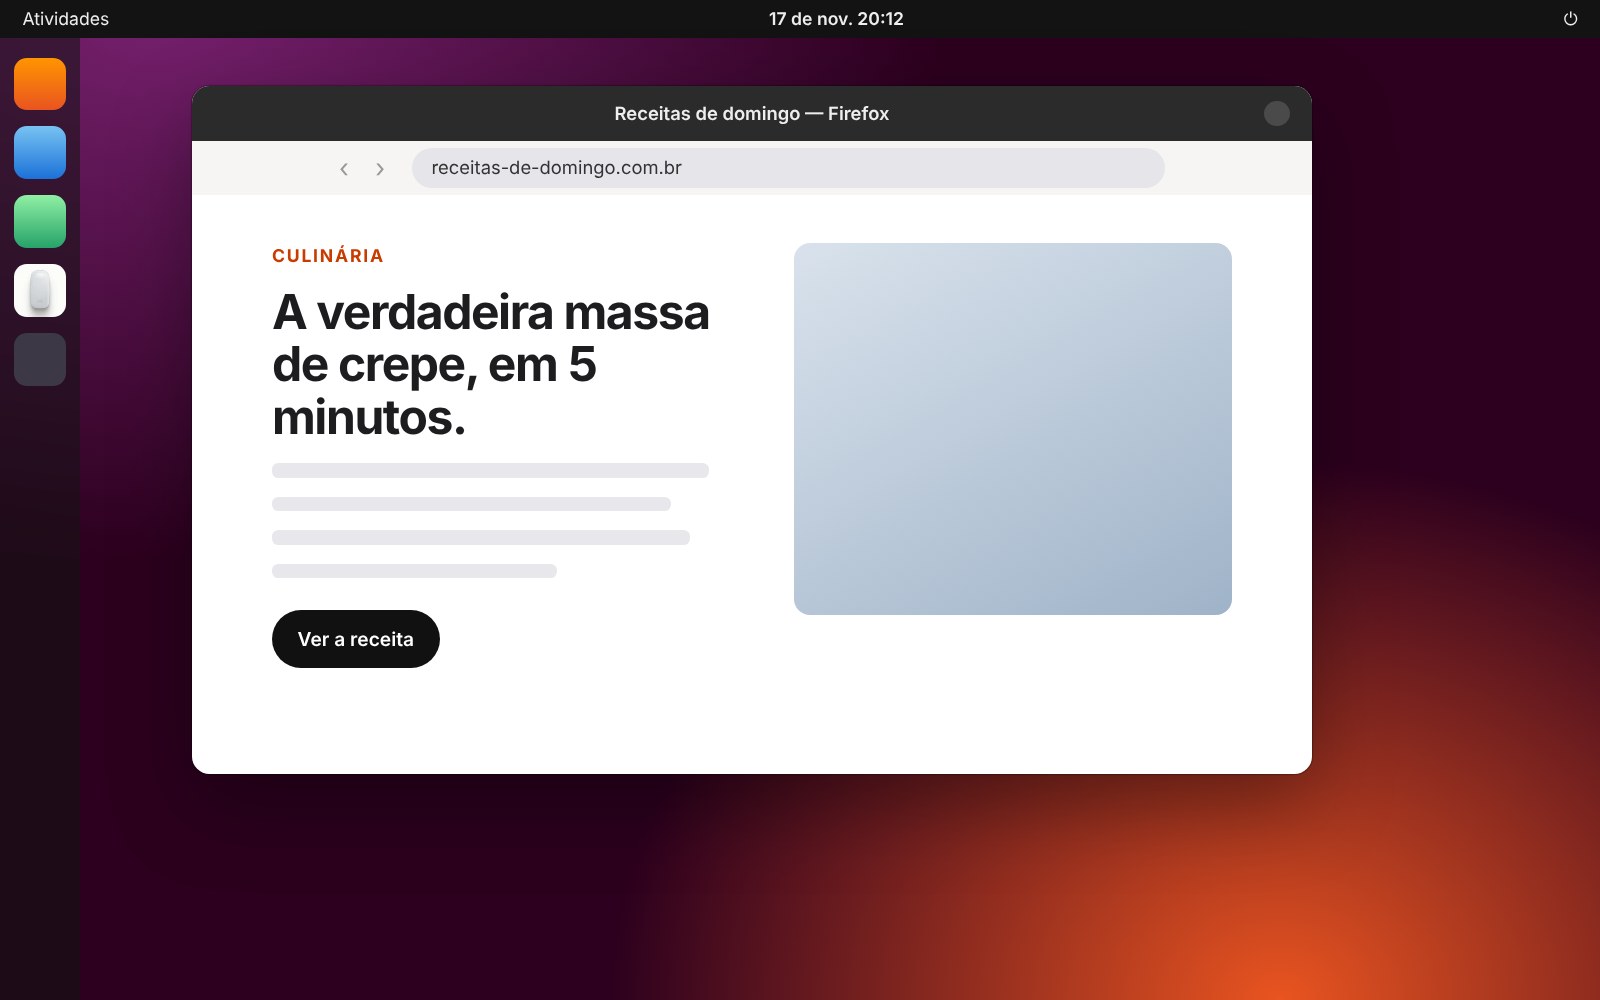 Atividades
17 de nov. 20:12
Receitas de domingo — Firefox
receitas-de-domingo.com.br
CULINÁRIA
A verdadeira massa
de crepe, em 5
minutos.
Ver a receita